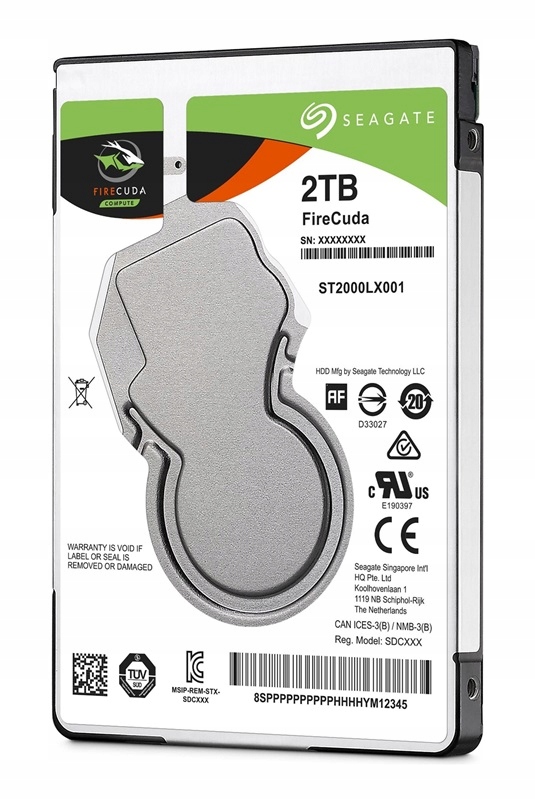 SEAGATE
FIRECUDA
COMPUTE
2TB
FireCuda
SN: XXXXXXXX
ST2000LX001
HDD Mfg by Seagate Technology LLC
AF
20
D33027
c RU US
E190397
CE
WARRANTY IS VOID IF
LABEL OR SEAL IS
REMOVED OR DAMAGED
Seagate Singapore Int'l
HQ Pte. Ltd
Koolhovenlaan 1
1119 NB Schiphol-Rijk
The Netherlands
CAN ICES-3(B) / NMB-3(B)
Reg. Model: SDCXXX
TUV
SUD
MSIP-REM-STX-
SDCXXX
8SPPPPPPPPPPHHHHYM12345